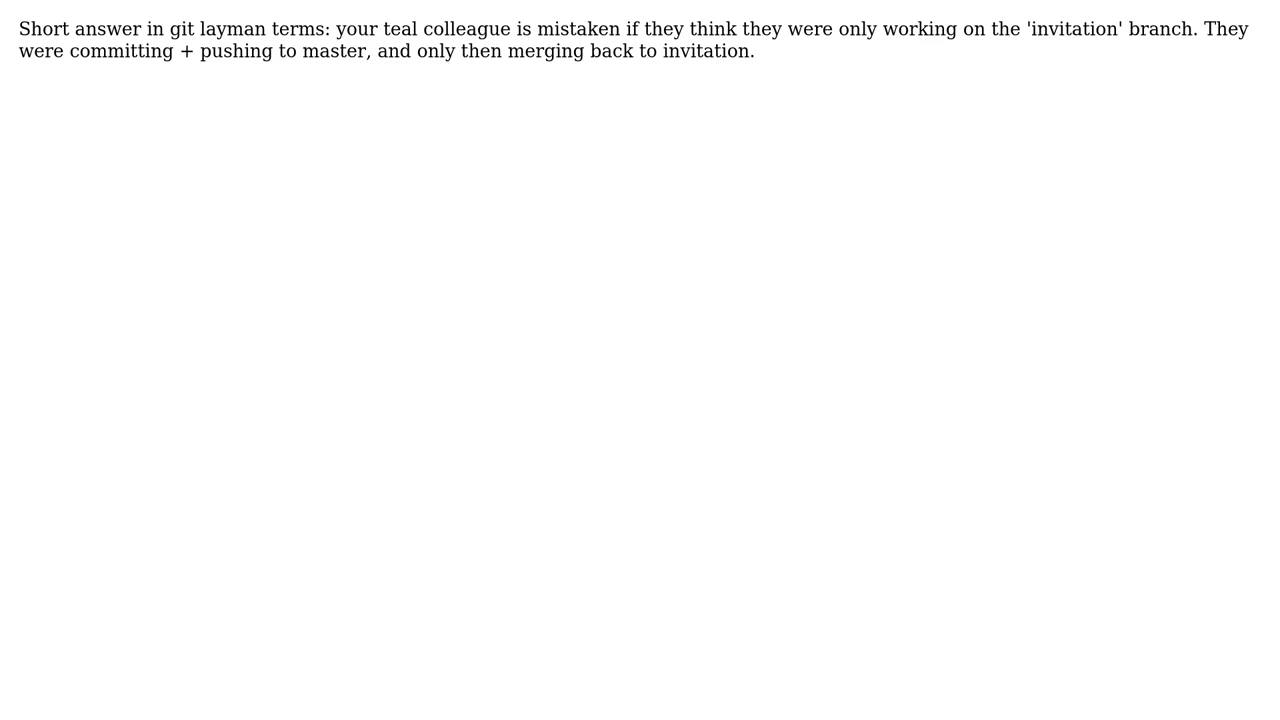 Short answer in git layman terms: your teal colleague is mistaken if they think they were only working on the 'invitation' branch. They
were committing + pushing to master, and only then merging back to invitation.